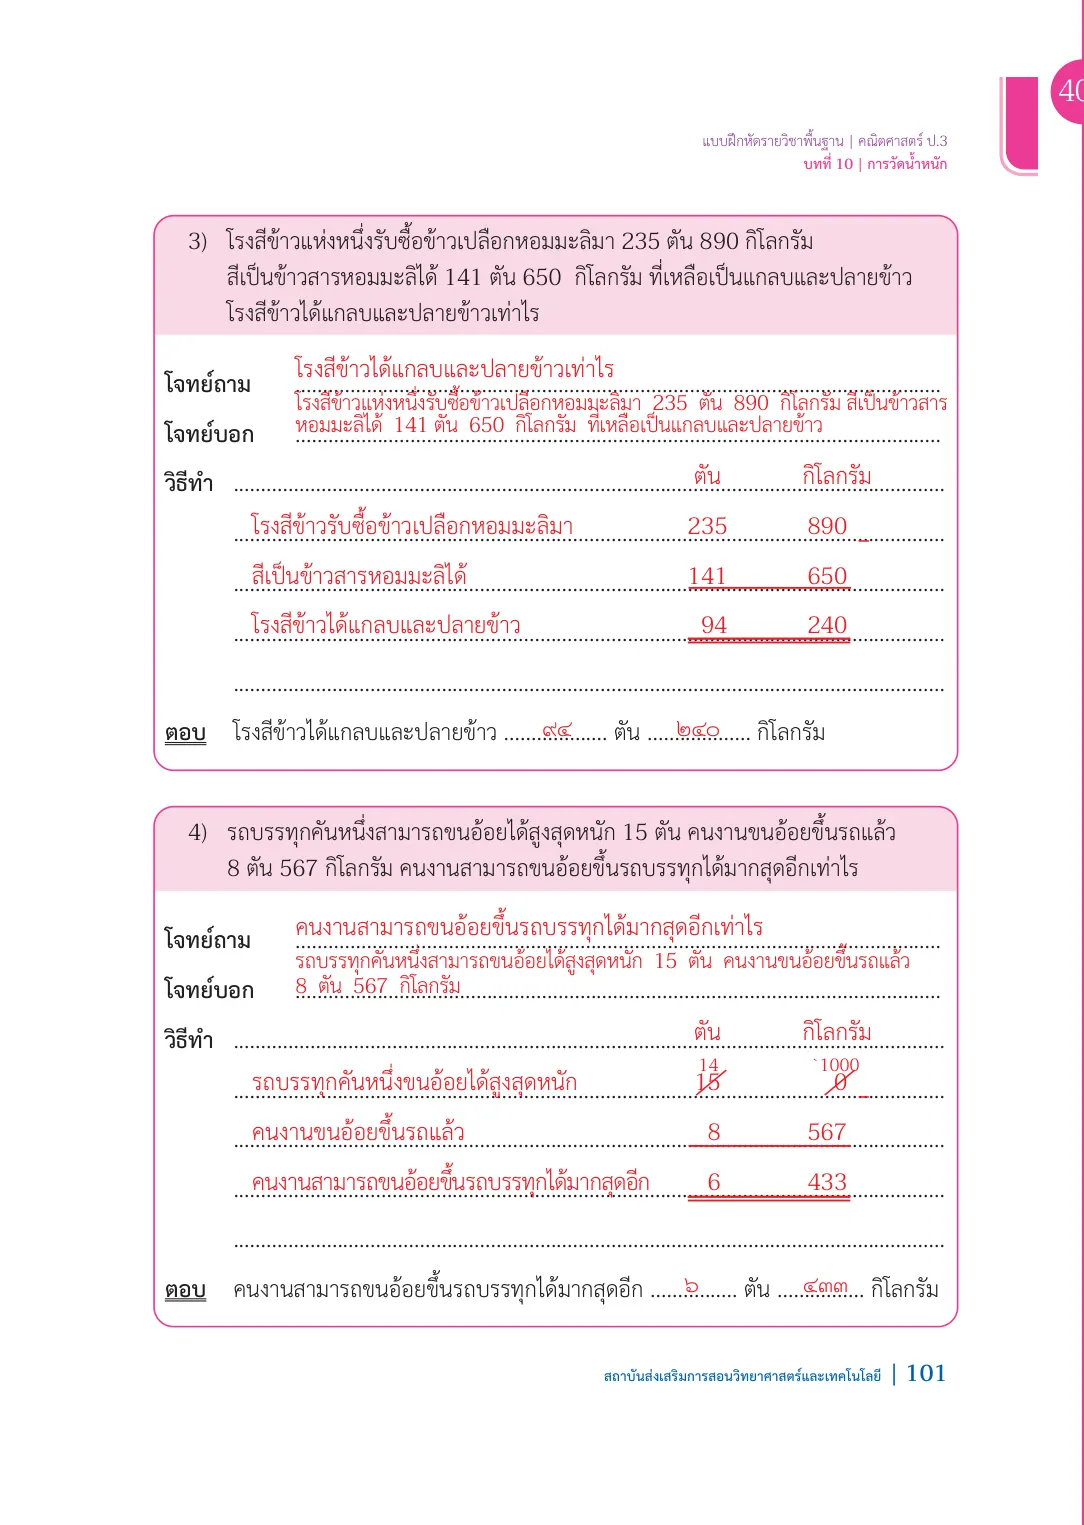 40
แบบฝึกหัดรายวิชาพื้นฐาน | คณิตศาสตร์ ป.3
บทที่ 10 | การวัดน้ำหนัก
3) โรงสีข้าวแห่งหนึ่งรับซื้อข้าวเปลือกหอมมะลิมา 235 ตัน 890 กิโลกรัม
สีเป็นข้าวสารหอมมะลิได้ 141 ตัน 650 กิโลกรัม ที่เหลือเป็นแกลบและปลายข้าว
โรงสีข้าวได้แกลบและปลายข้าวเท่าไร
โจทย์ถาม โรงสีข้าวได้แกลบและปลายข้าวเท่าไร
โรงสีข้าวแห่งหนึ่งรับซื้อข้าวเปลือกหอมมะลิมา 235 ตัน 890 กิโลกรัม สีเป็นข้าวสาร
โจทย์บอก หอมมะลิได้ 141 ตัน 650 กิโลกรัม ที่เหลือเป็นแกลบและปลายข้าว
วิธีทำ ตัน กิโลกรัม
โรงสีข้าวรับซื้อข้าวเปลือกหอมมะลิมา 235 890 -
สีเป็นข้าวสารหอมมะลิได้ 141 650
โรงสีข้าวได้แกลบและปลายข้าว 94 240
ตอบ โรงสีข้าวได้แกลบและปลายข้าว ๙๔ ตัน ๒๔๐ กิโลกรัม
4) รถบรรทุกคันหนึ่งสามารถขนอ้อยได้สูงสุดหนัก 15 ตัน คนงานขนอ้อยขึ้นรถแล้ว
8 ตัน 567 กิโลกรัม คนงานสามารถขนอ้อยขึ้นรถบรรทุกได้มากสุดอีกเท่าไร
โจทย์ถาม คนงานสามารถขนอ้อยขึ้นรถบรรทุกได้มากสุดอีกเท่าไร
รถบรรทุกคันหนึ่งสามารถขนอ้อยได้สูงสุดหนัก 15 ตัน คนงานขนอ้อยขึ้นรถแล้ว
โจทย์บอก 8 ตัน 567 กิโลกรัม
วิธีทำ ตัน กิโลกรัม
14 `1000
รถบรรทุกคันหนึ่งขนอ้อยได้สูงสุดหนัก 15 0 -
คนงานขนอ้อยขึ้นรถแล้ว 8 567
คนงานสามารถขนอ้อยขึ้นรถบรรทุกได้มากสุดอีก 6 433
ตอบ คนงานสามารถขนอ้อยขึ้นรถบรรทุกได้มากสุดอีก ๖ ตัน ๔๓๓ กิโลกรัม
สถาบันส่งเสริมการสอนวิทยาศาสตร์และเทคโนโลยี | 101